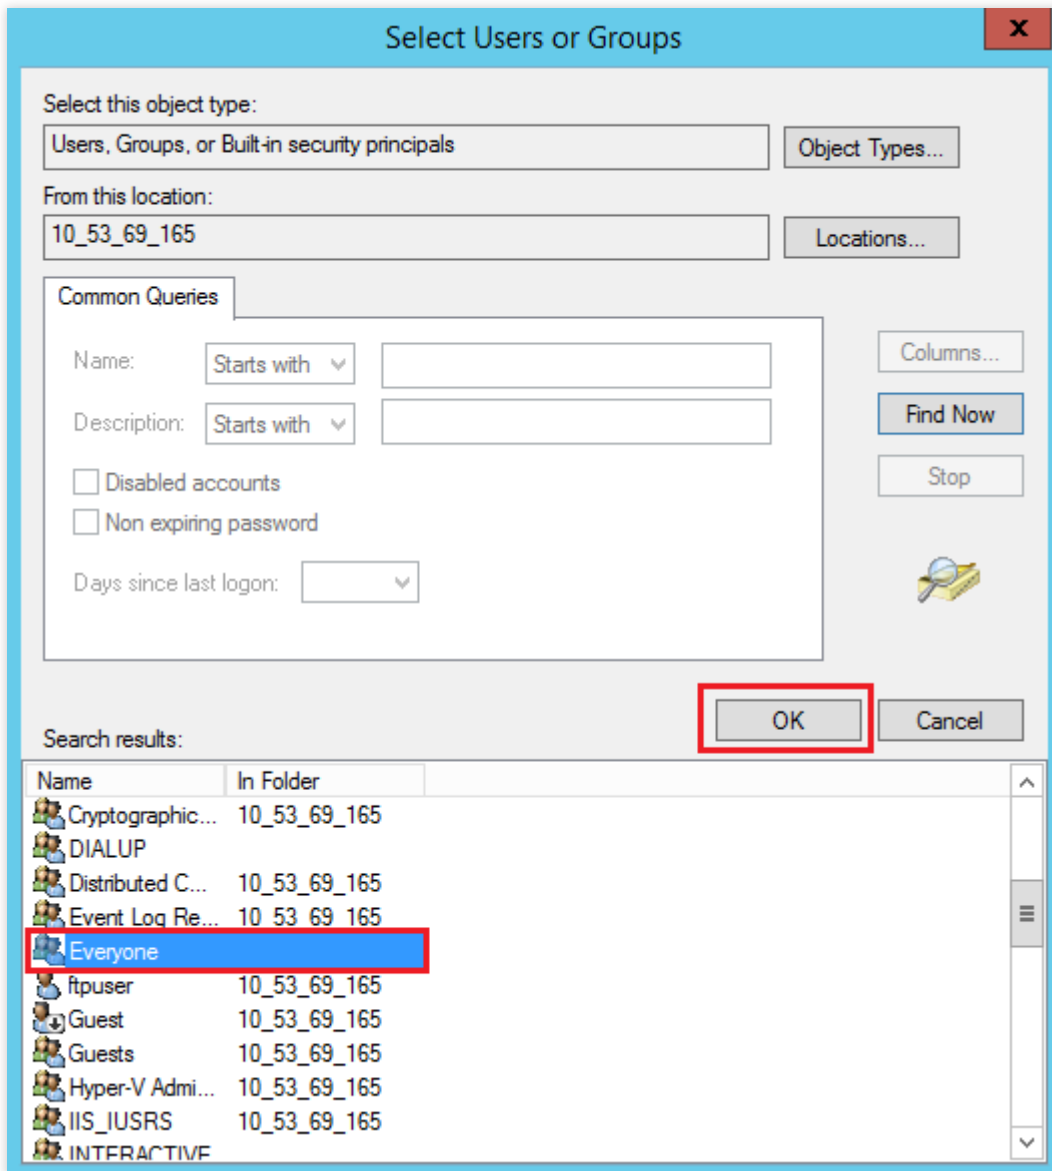 Select Users or Groups
x
Select this object type:
Users, Groups, or Built-in security principals
Object Types...
From this location:
10_53_69_165
Locations...
Common Queries
Name: Starts with
Columns...
Description: Starts with
Find Now
Disabled accounts
Stop
Non expiring password
Days since last logon:
OK Cancel
Search results:
Name In Folder
Cryptographic... 10_53_69_165
DIALUP
Distributed C... 10_53_69_165
Event Log Re... 10_53_69_165
Everyone
ftpuser 10_53_69_165
Guest 10_53_69_165
Guests 10_53_69_165
Hyper-V Admi... 10_53_69_165
IIS_IUSRS 10_53_69_165
INTERACTIVE